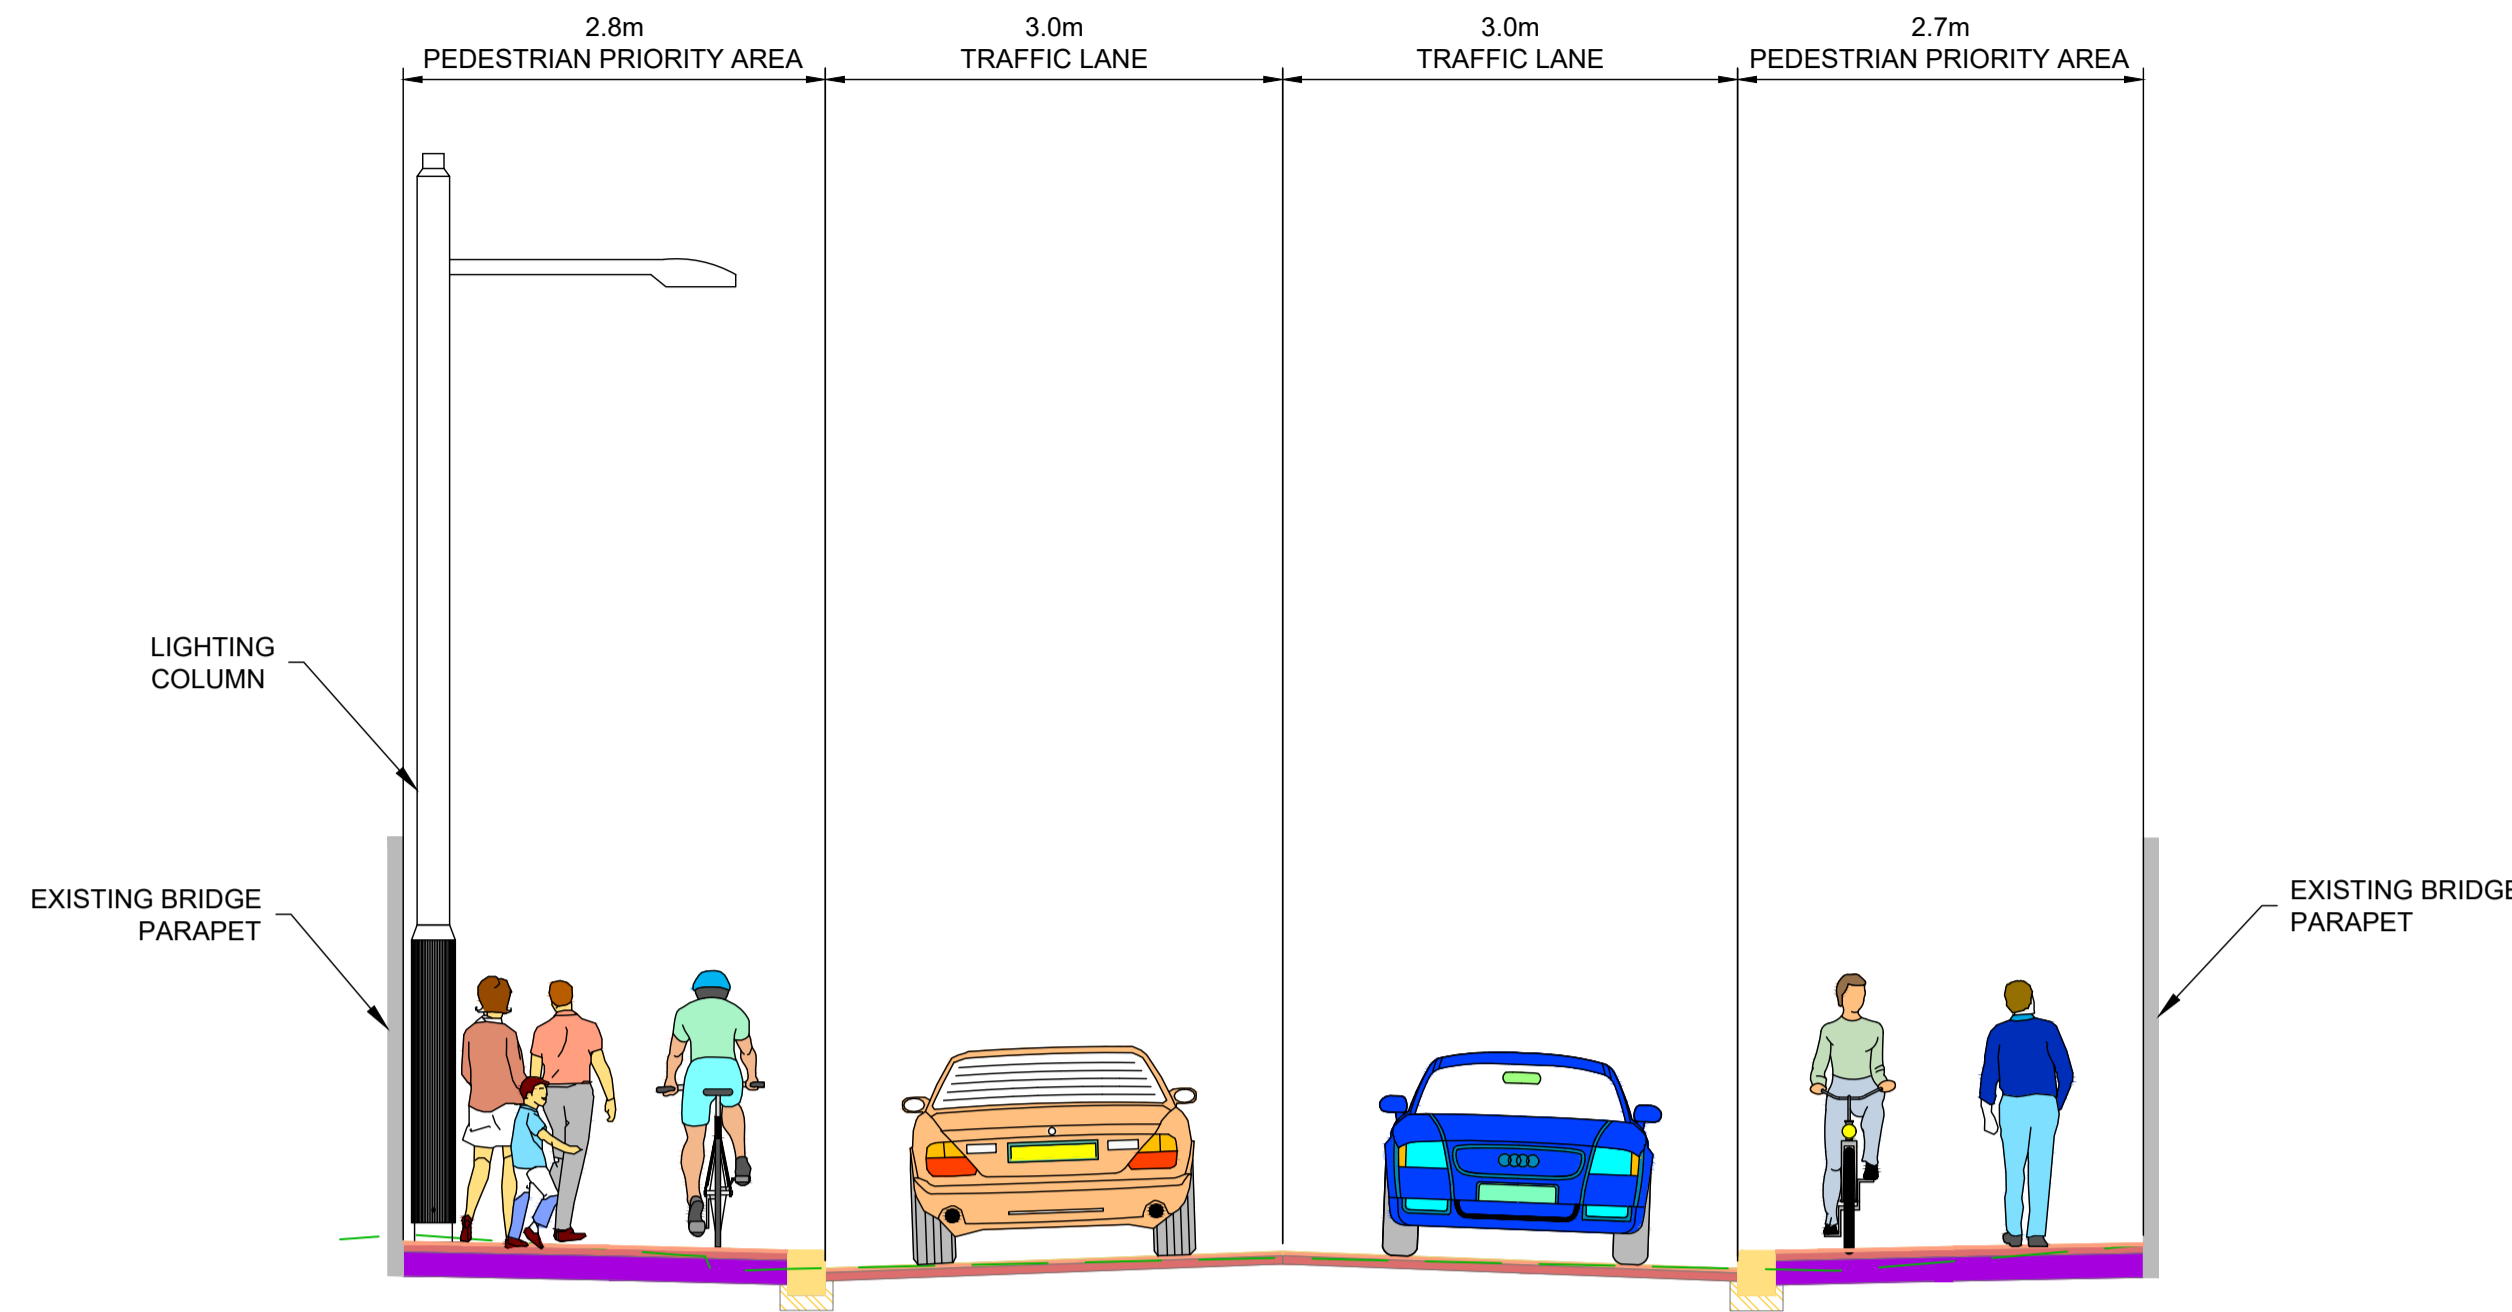 2.8m
PEDESTRIAN PRIORITY AREA
3.0m
TRAFFIC LANE
3.0m
TRAFFIC LANE
2.7m
PEDESTRIAN PRIORITY AREA
LIGHTING
COLUMN
EXISTING BRIDGE
PARAPET
EXISTING BRIDGE
PARAPET